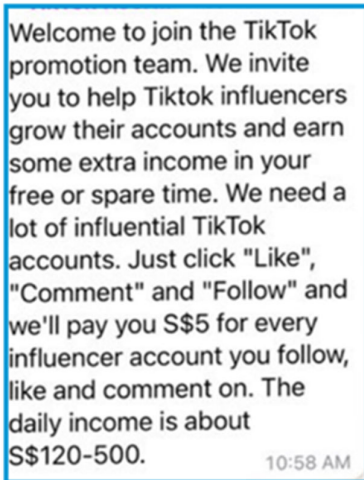 Welcome to join the TikTok
promotion team. We invite
you to help Tiktok influencers
grow their accounts and earn
some extra income in your
free or spare time. We need a
lot of influential TikTok
accounts. Just click "Like",
"Comment" and "Follow" and
we'll pay you S$5 for every
influencer account you follow,
like and comment on. The
daily income is about
S$120-500.
10:58 AM